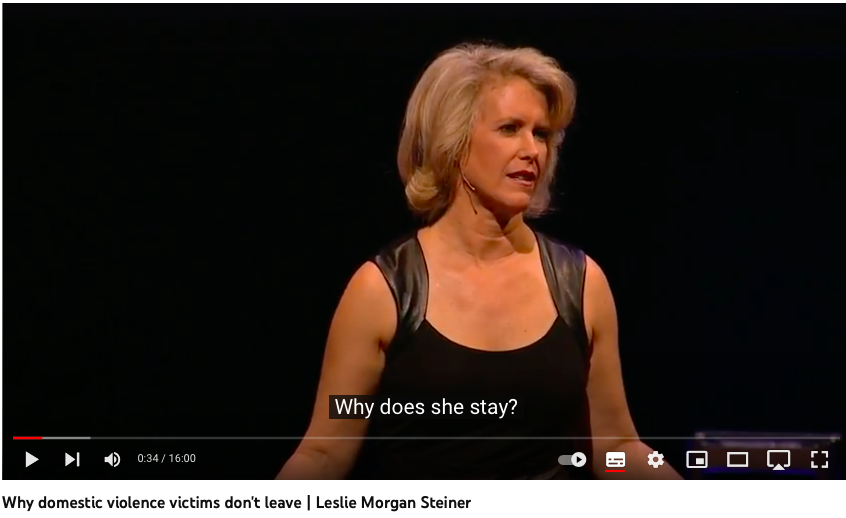 Why does she stay?
0:34 / 16:00
Why domestic violence victims don't leave | Leslie Morgan Steiner